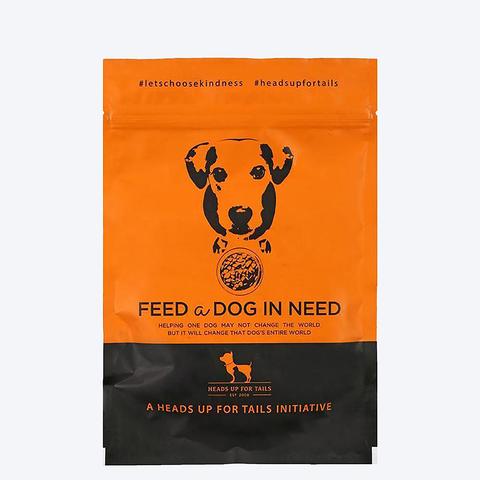 #letschoosekindness #headsupfortails
FEED a DOG IN NEED
HELPING ONE DOG MAY NOT CHANGE THE WORLD
BUT IT WILL CHANGE THAT DOG'S ENTIRE WORLD
HEADS UP FOR TAILS
EST 2008
A HEADS UP FOR TAILS INITIATIVE